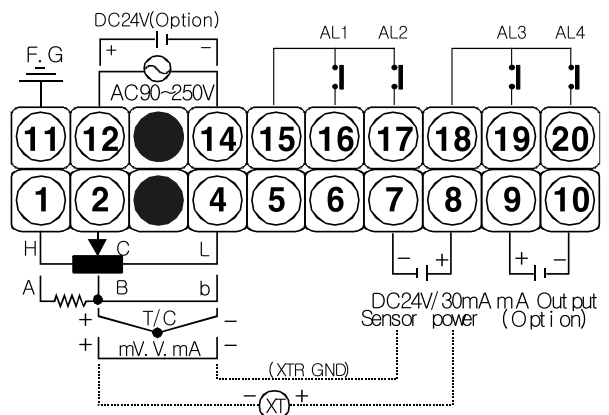 DC24V(Option)
+ −
F.G
AC90~250V
AL1 AL2 AL3 AL4
11 12 14 15 16 17 18 19 20
1 2 4 5 6 7 8 9 10
H C L
− + + −
A B b
DC24V/30mA mA Output
Sensor power (Option)
+ T/C −
+ mV.V.mA −
(XTR GND)
− XT +